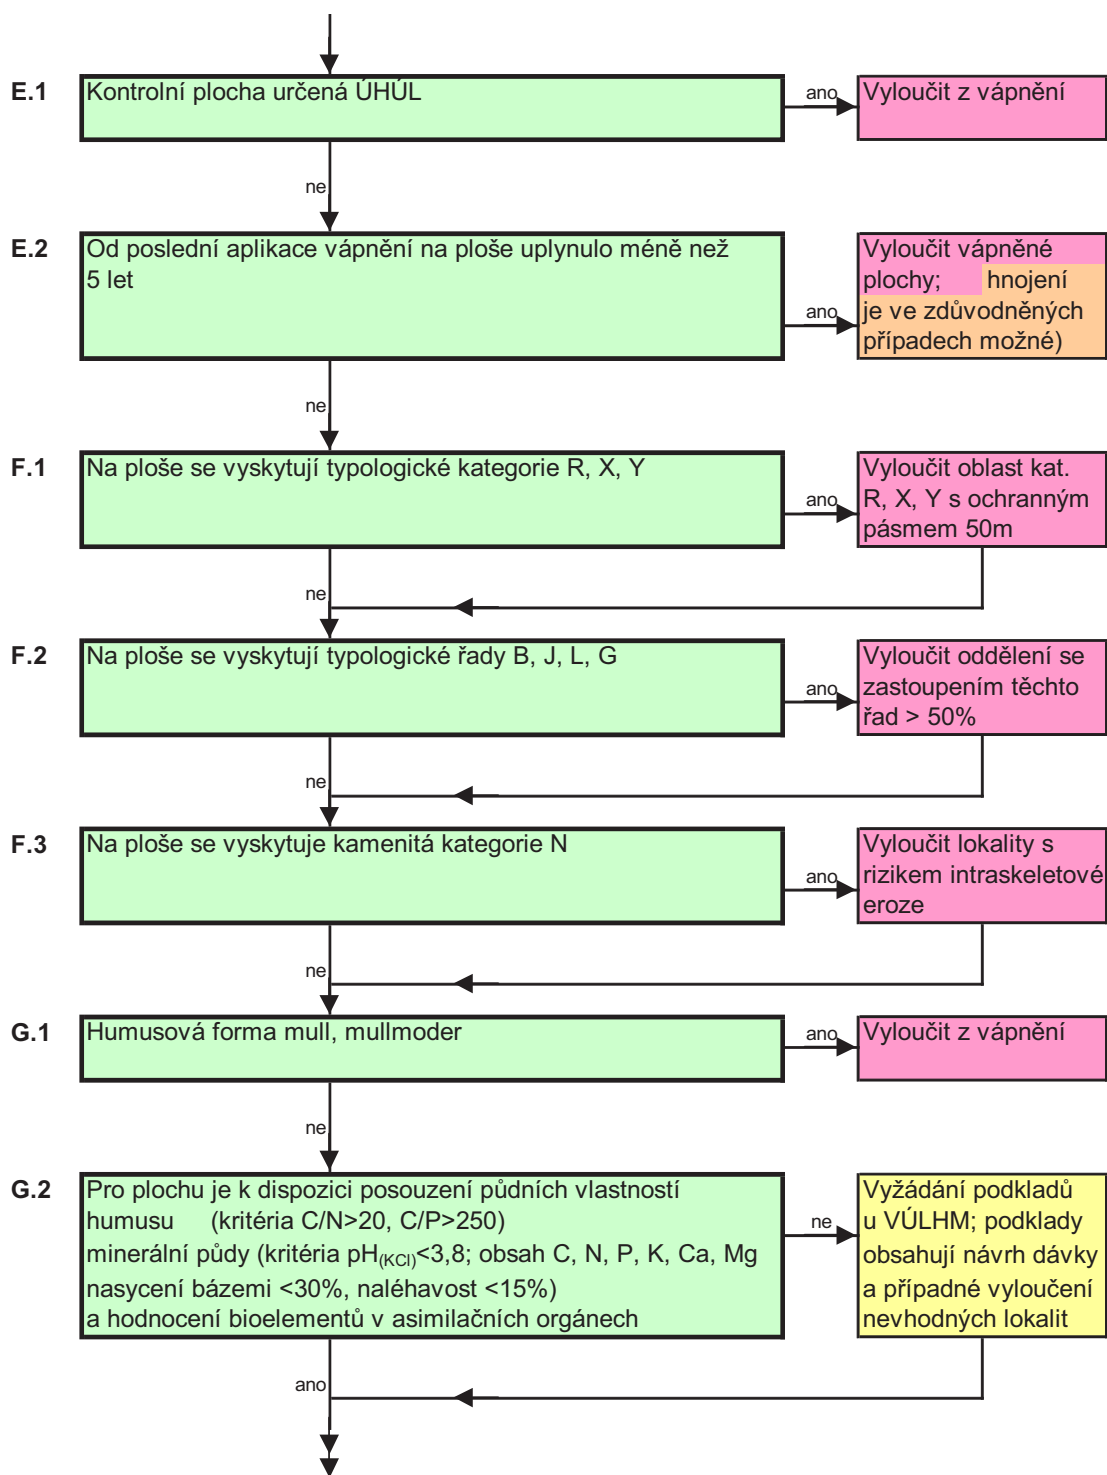 E.1
Kontrolní plocha určená ÚHÚL
ano
Vyloučit z vápnění
ne
E.2
Od poslední aplikace vápnění na ploše uplynulo méně než
5 let
ano
Vyloučit vápněné
plochy; hnojení
je ve zdůvodněných
případech možné)
ne
F.1
Na ploše se vyskytují typologické kategorie R, X, Y
ano
Vyloučit oblast kat.
R, X, Y s ochranným
pásmem 50m
ne
F.2
Na ploše se vyskytují typologické řady B, J, L, G
ano
Vyloučit oddělení se
zastoupením těchto
řad > 50%
ne
F.3
Na ploše se vyskytuje kamenitá kategorie N
ano
Vyloučit lokality s
rizikem intraskeletové
eroze
ne
G.1
Humusová forma mull, mullmoder
ano
Vyloučit z vápnění
ne
G.2
Pro plochu je k dispozici posouzení půdních vlastností
humusu (kritéria C/N>20, C/P>250)
minerální půdy (kritéria pH(KCl)<3,8; obsah C, N, P, K, Ca, Mg
nasycení bázemi <30%, naléhavost <15%)
a hodnocení bioelementů v asimilačních orgánech
ne
Vyžádání podkladů
u VÚLHM; podklady
obsahují návrh dávky
a případné vyloučení
nevhodných lokalit
ano